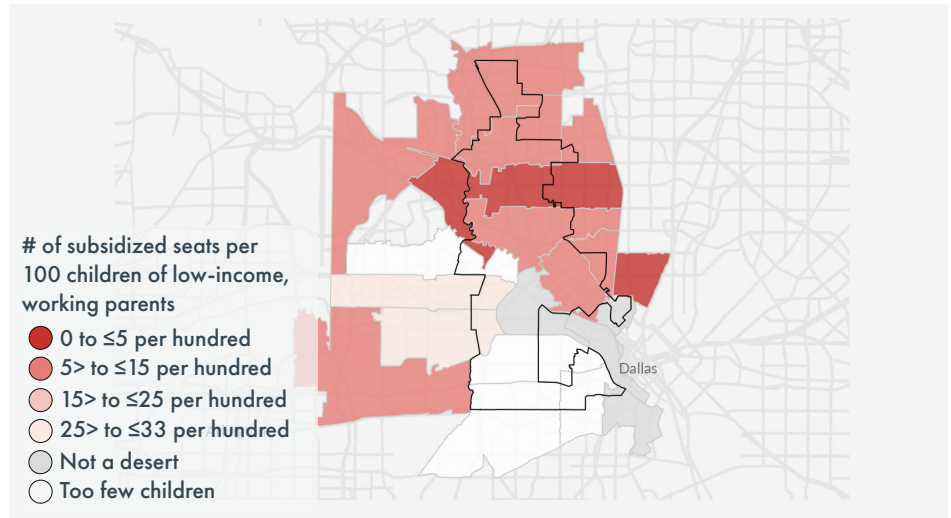 # of subsidized seats per
100 children of low-income,
working parents
0 to ≤5 per hundred
5> to ≤15 per hundred
15> to ≤25 per hundred
25> to ≤33 per hundred
Not a desert
Too few children
Dallas